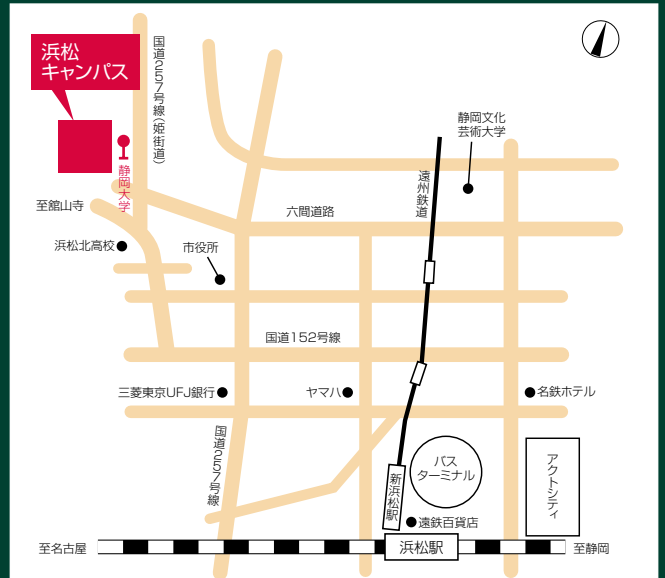 浜松
キャンパス
国道257号線(姫街道)
静岡大学
静岡文化
芸術大学
遠州鉄道
至舘山寺
六間道路
浜松北高校
市役所
国道152号線
三菱東京UFJ銀行
ヤマハ
名鉄ホテル
国道257号線
バス
ターミナル
アクトシティ
新浜松駅
遠鉄百貨店
至名古屋
浜松駅
至静岡